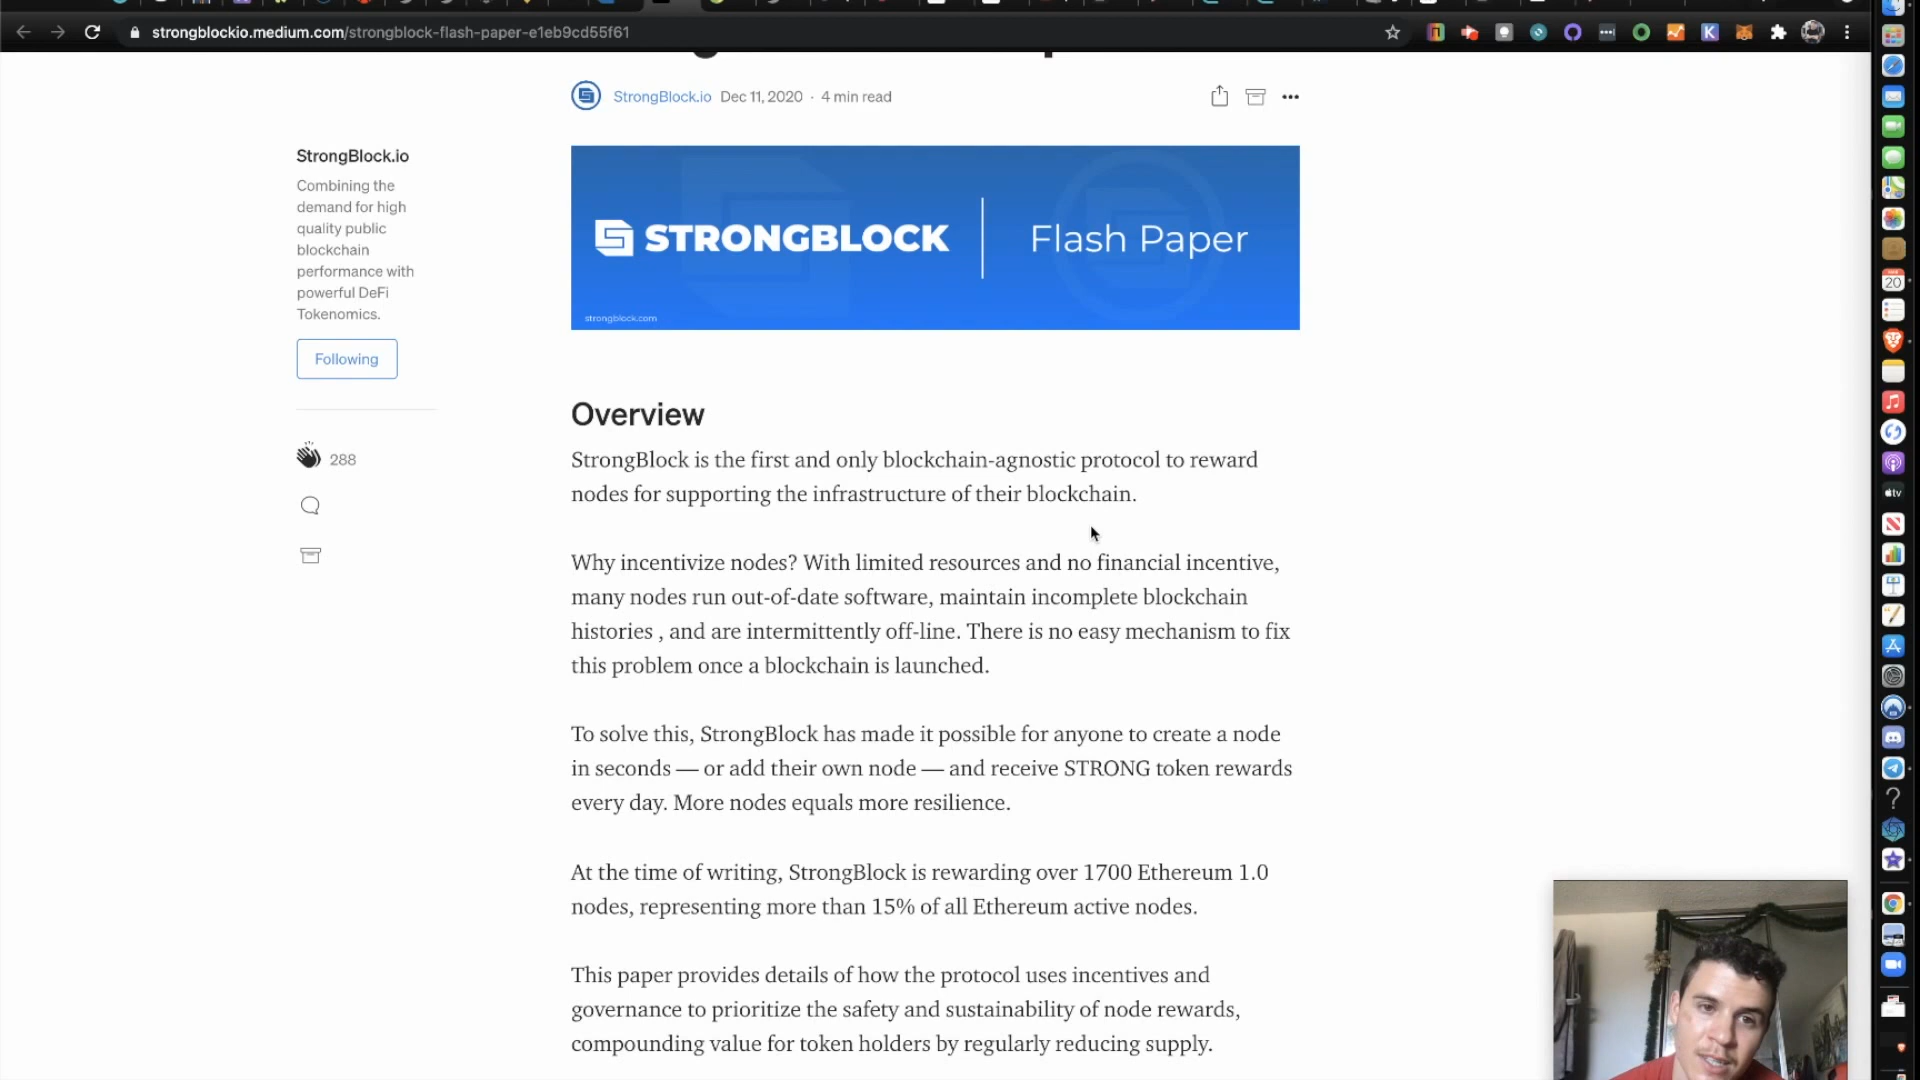 strongblockio.medium.com/strongblock-flash-paper-e1eb9cd55f61
StrongBlock.io Dec 11, 2020 · 4 min read
StrongBlock.io
Combining the
demand for high
quality public
blockchain
performance with
powerful DeFi
Tokenomics.
Following
288
STRONGBLOCK | Flash Paper
strongblock.com
Overview
StrongBlock is the first and only blockchain-agnostic protocol to reward
nodes for supporting the infrastructure of their blockchain.
Why incentivize nodes? With limited resources and no financial incentive,
many nodes run out-of-date software, maintain incomplete blockchain
histories , and are intermittently off-line. There is no easy mechanism to fix
this problem once a blockchain is launched.
To solve this, StrongBlock has made it possible for anyone to create a node
in seconds — or add their own node — and receive STRONG token rewards
every day. More nodes equals more resilience.
At the time of writing, StrongBlock is rewarding over 1700 Ethereum 1.0
nodes, representing more than 15% of all Ethereum active nodes.
This paper provides details of how the protocol uses incentives and
governance to prioritize the safety and sustainability of node rewards,
compounding value for token holders by regularly reducing supply.
20
tv